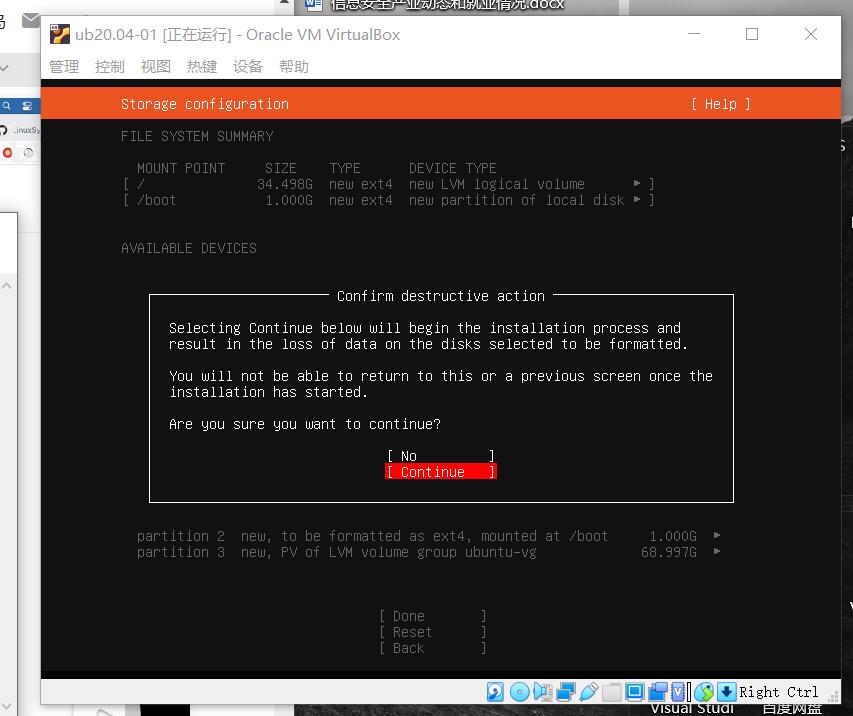 信息安全产业动态和就业情况.docx
ub20.04-01 [正在运行] - Oracle VM VirtualBox
管理 控制 视图 热键 设备 帮助
Storage configuration [ Help ]
FILE SYSTEM SUMMARY
MOUNT POINT SIZE TYPE DEVICE TYPE
[ / 34.498G new ext4 new LVM logical volume ▸ ]
[ /boot 1.000G new ext4 new partition of local disk ▸ ]
AVAILABLE DEVICES
Confirm destructive action
Selecting Continue below will begin the installation process and
result in the loss of data on the disks selected to be formatted.
You will not be able to return to this or a previous screen once the
installation has started.
Are you sure you want to continue?
[ No ]
[ Continue ]
partition 2 new, to be formatted as ext4, mounted at /boot 1.000G ▸
partition 3 new, PV of LVM volume group ubuntu-vg 68.997G ▸
[ Done ]
[ Reset ]
[ Back ]
Right Ctrl
Visual Studi 百度网盘